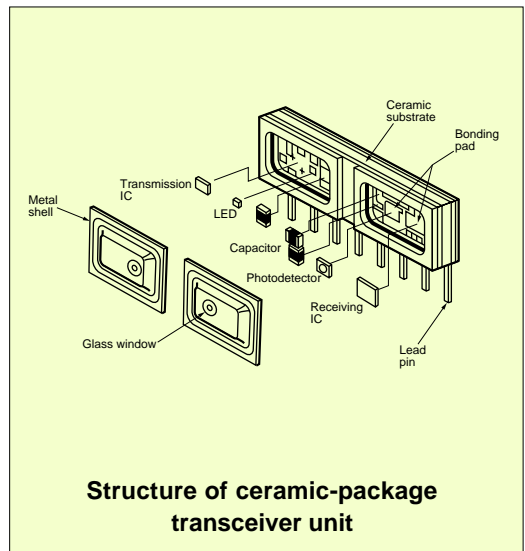 Ceramic
substrate
Bonding
pad
Transmission
IC
Metal
shell
LED
Capacitor
Photodetector
Receiving
IC
Glass window
Lead
pin
Structure of ceramic-package
transceiver unit